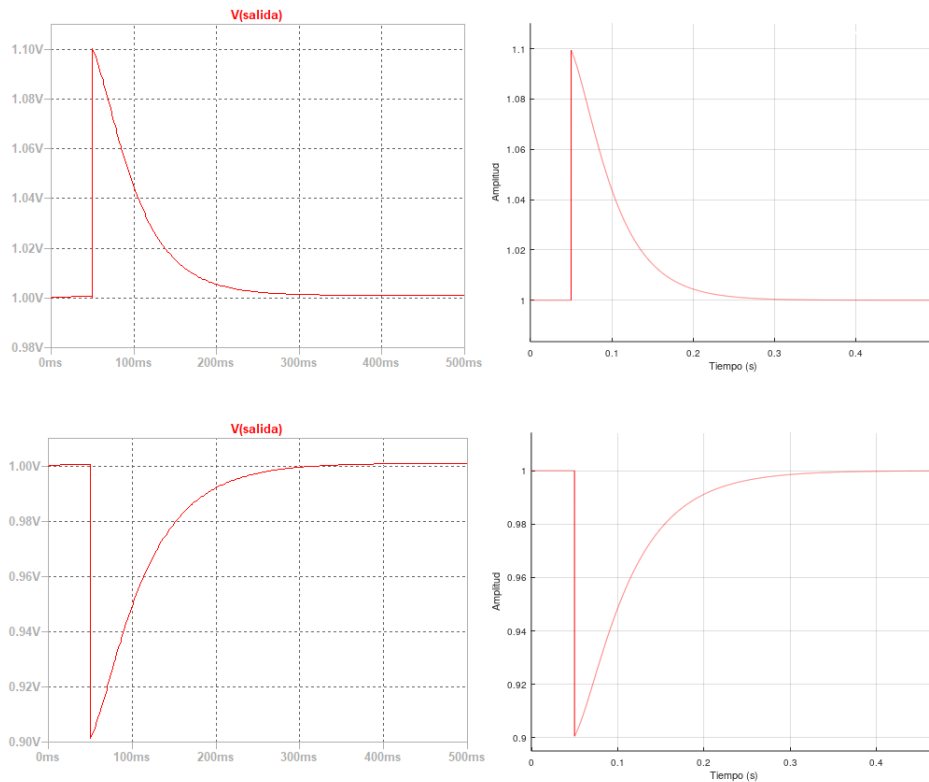 V(salida)
1.10V
1.08V
1.06V
1.04V
1.02V
1.00V
0.98V
0ms 100ms 200ms 300ms 400ms 500ms
1.1
1.08
1.06
1.04
1.02
1
Amplitud
0 0.1 0.2 0.3 0.4
Tiempo (s)
V(salida)
1.00V
0.98V
0.96V
0.94V
0.92V
0.90V
0ms 100ms 200ms 300ms 400ms 500ms
1
0.98
0.96
0.94
0.92
0.9
Amplitud
0 0.1 0.2 0.3 0.4
Tiempo (s)